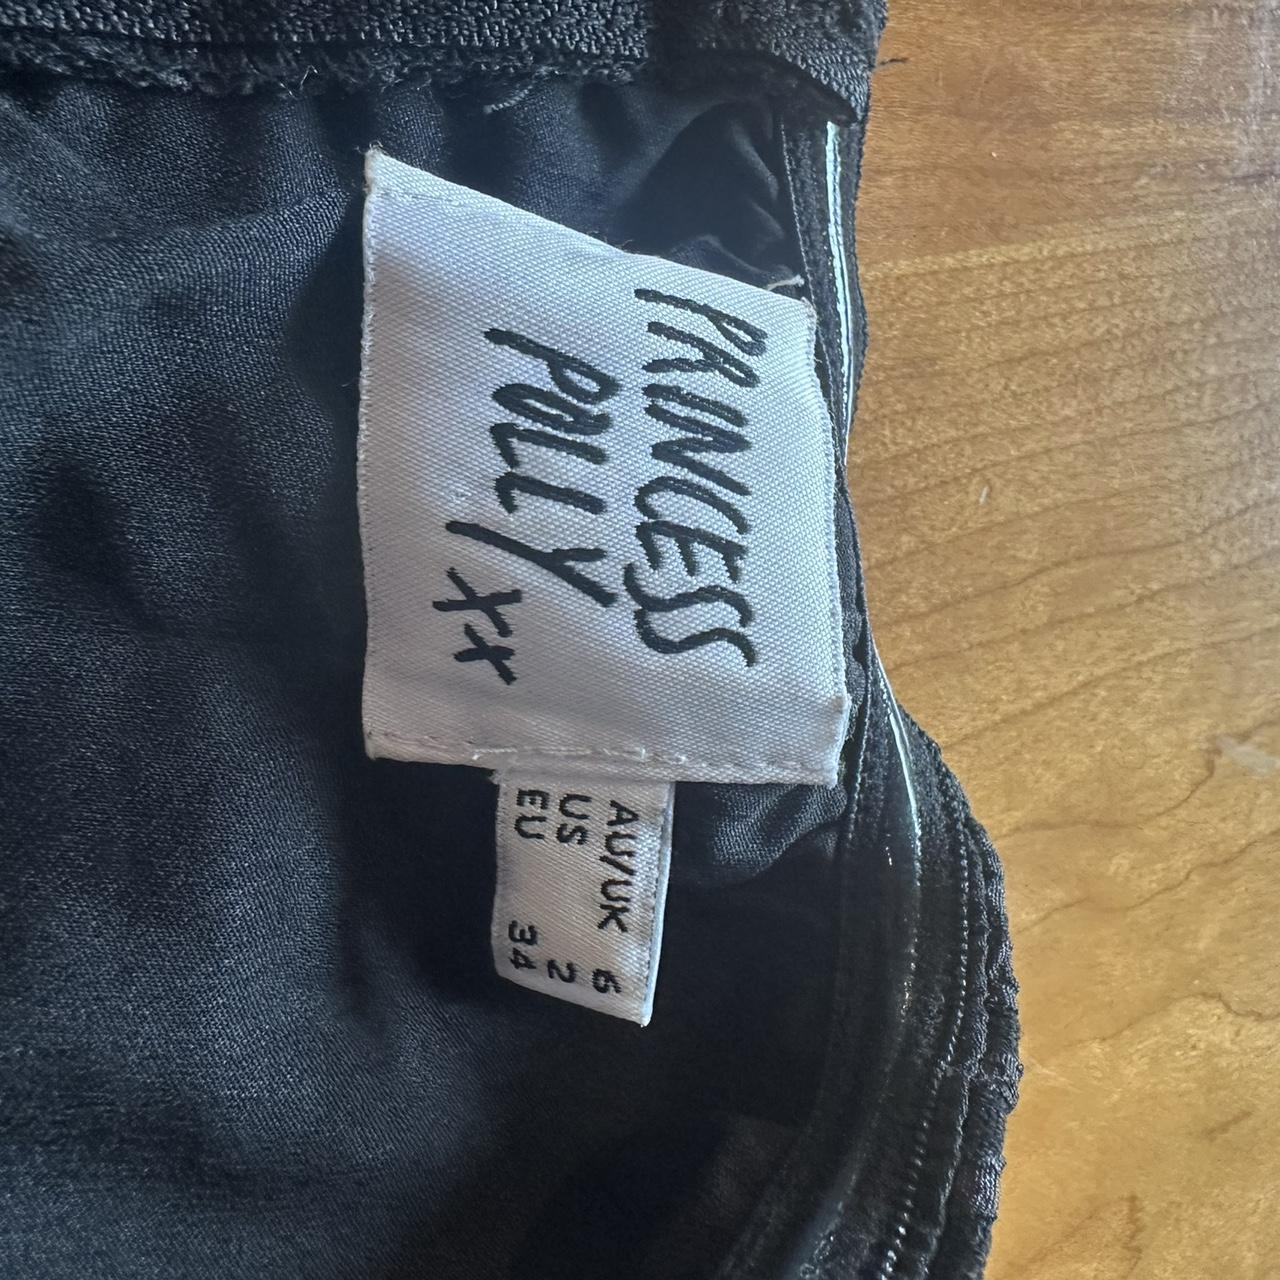 PRINCESS
POLLY
xx
AU/UK 6
US 2
EU 34